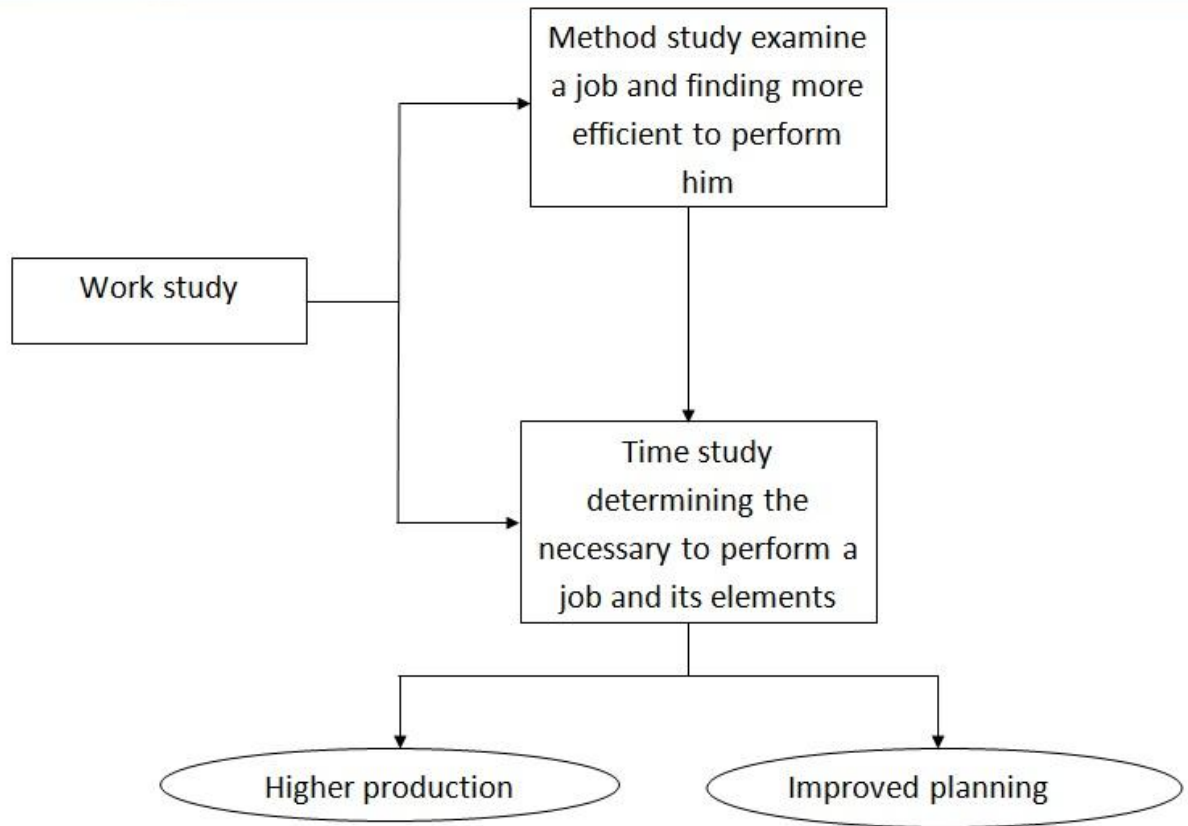 Method study examine
a job and finding more
efficient to perform
him
Work study
Time study
determining the
necessary to perform a
job and its elements
Higher production
Improved planning